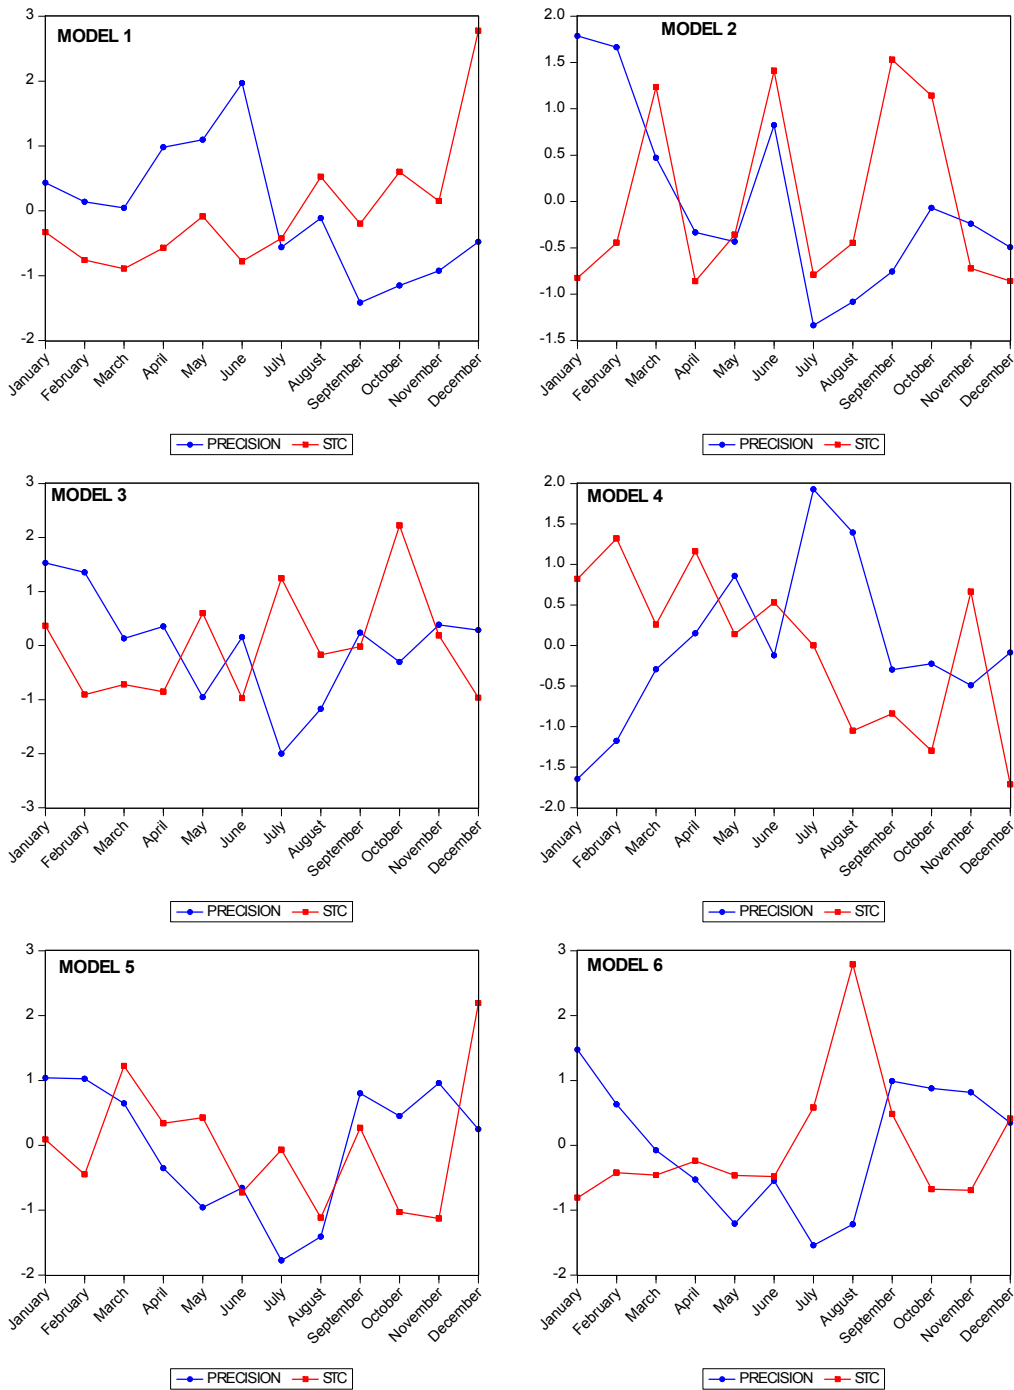 MODEL 1
3
2
1
0
-1
-2
January
February
March
April
May
June
July
August
September
October
November
December
PRECISION
STC
MODEL 2
2.0
1.5
1.0
0.5
0.0
-0.5
-1.0
-1.5
January
February
March
April
May
June
July
August
September
October
November
December
PRECISION
STC
MODEL 3
3
2
1
0
-1
-2
-3
January
February
March
April
May
June
July
August
September
October
November
December
PRECISION
STC
MODEL 4
2.0
1.5
1.0
0.5
0.0
-0.5
-1.0
-1.5
-2.0
January
February
March
April
May
June
July
August
September
October
November
December
PRECISION
STC
MODEL 5
3
2
1
0
-1
-2
January
February
March
April
May
June
July
August
September
October
November
December
PRECISION
STC
MODEL 6
3
2
1
0
-1
-2
January
February
March
April
May
June
July
August
September
October
November
December
PRECISION
STC